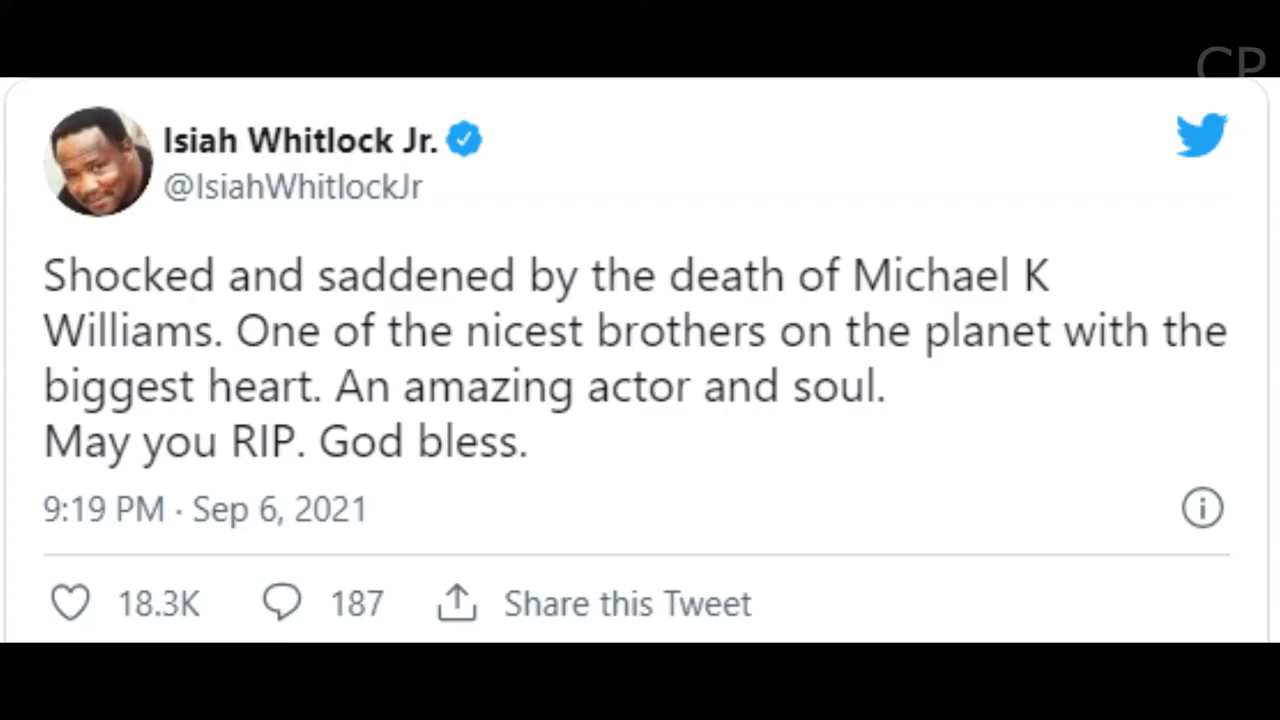 CP
Isiah Whitlock Jr.
@IsiahWhitlockJr
Shocked and saddened by the death of Michael K
Williams. One of the nicest brothers on the planet with the
biggest heart. An amazing actor and soul.
May you RIP. God bless.
9:19 PM · Sep 6, 2021
18.3K 187 Share this Tweet